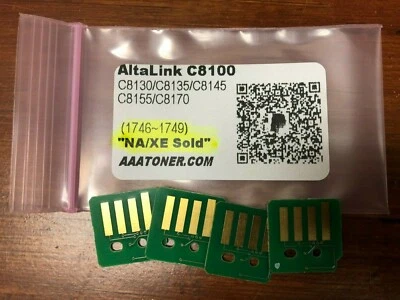 AltaLink C8100
C8130/C8135/C8145
C8155/C8170
(1746~1749)
"NA/XE Sold"
AAATONER.COM